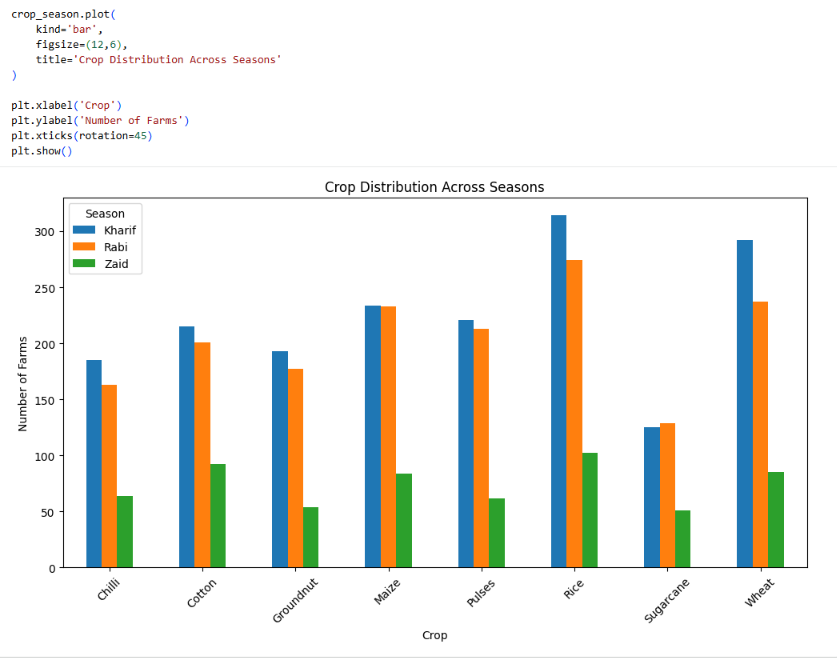 crop_season.plot(
    kind='bar',
    figsize=(12,6),
    title='Crop Distribution Across Seasons'
)
plt.xlabel('Crop')
plt.ylabel('Number of Farms')
plt.xticks(rotation=45)
plt.show()
Crop Distribution Across Seasons
Season
Kharif
Rabi
Zaid
300
250
200
150
100
50
0
Number of Farms
Chilli
Cotton
Groundnut
Maize
Pulses
Rice
Sugarcane
Wheat
Crop